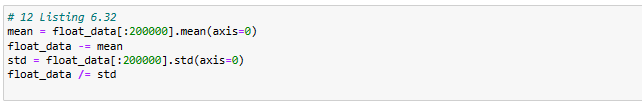 # 12 Listing 6.32
mean = float_data[:200000].mean(axis=0)
float_data -= mean
std = float_data[:200000].std(axis=0)
float_data /= std